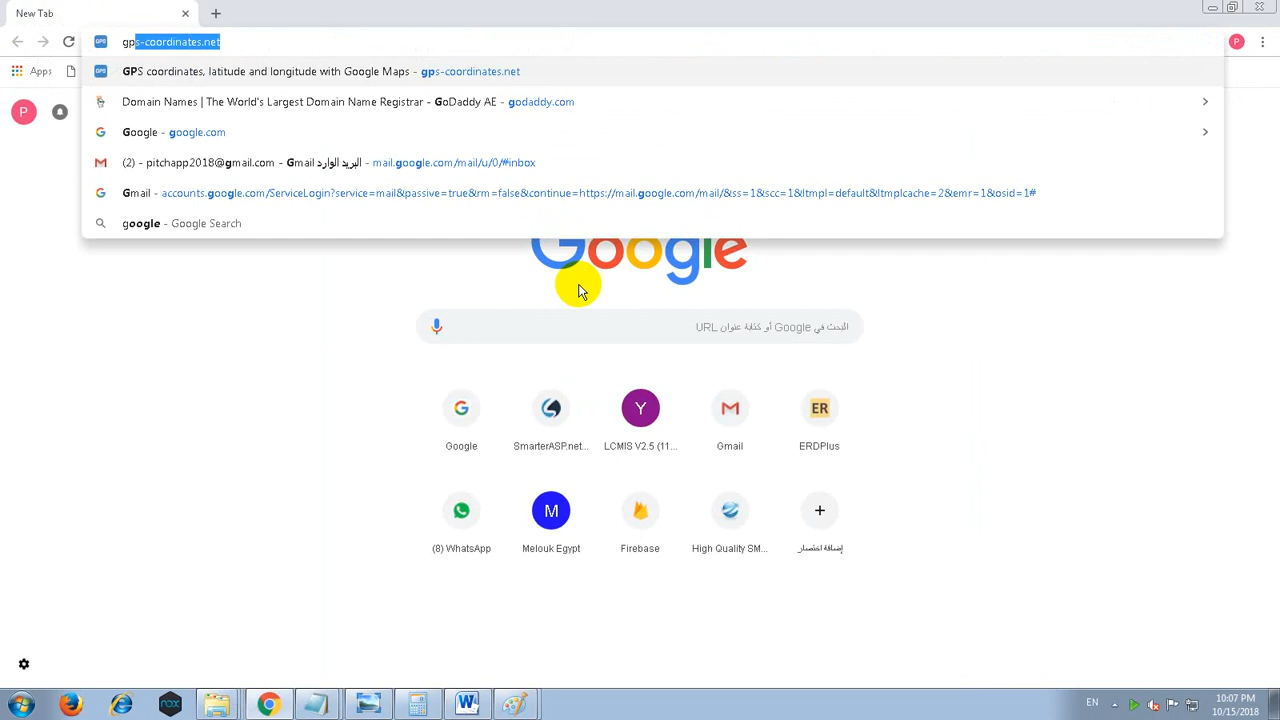 New Tab
gps-coordinates.net
P
Apps
GPS coordinates, latitude and longitude with Google Maps - gps-coordinates.net
Domain Names | The World's Largest Domain Name Registrar - GoDaddy AE - godaddy.com
Google - google.com
(2) - pitchapp2018@gmail.com - Gmail البريد الوارد - mail.google.com/mail/u/0/#inbox
Gmail - accounts.google.com/ServiceLogin?service=mail&passive=true&rm=false&continue=https://mail.google.com/mail/&ss=1&scc=1&ltmpl=default&ltmplcache=2&emr=1&osid=1#
google - Google Search
P
Google
البحث في Google أو كتابة عنوان URL
Y
ER
Google
SmarterASP.net...
LCMIS V2.5 (11...
Gmail
ERDPlus
M
(8) WhatsApp
Melouk Egypt
Firebase
High Quality SM...
إضافة اختصار
nox
EN
10:07 PM
10/15/2018